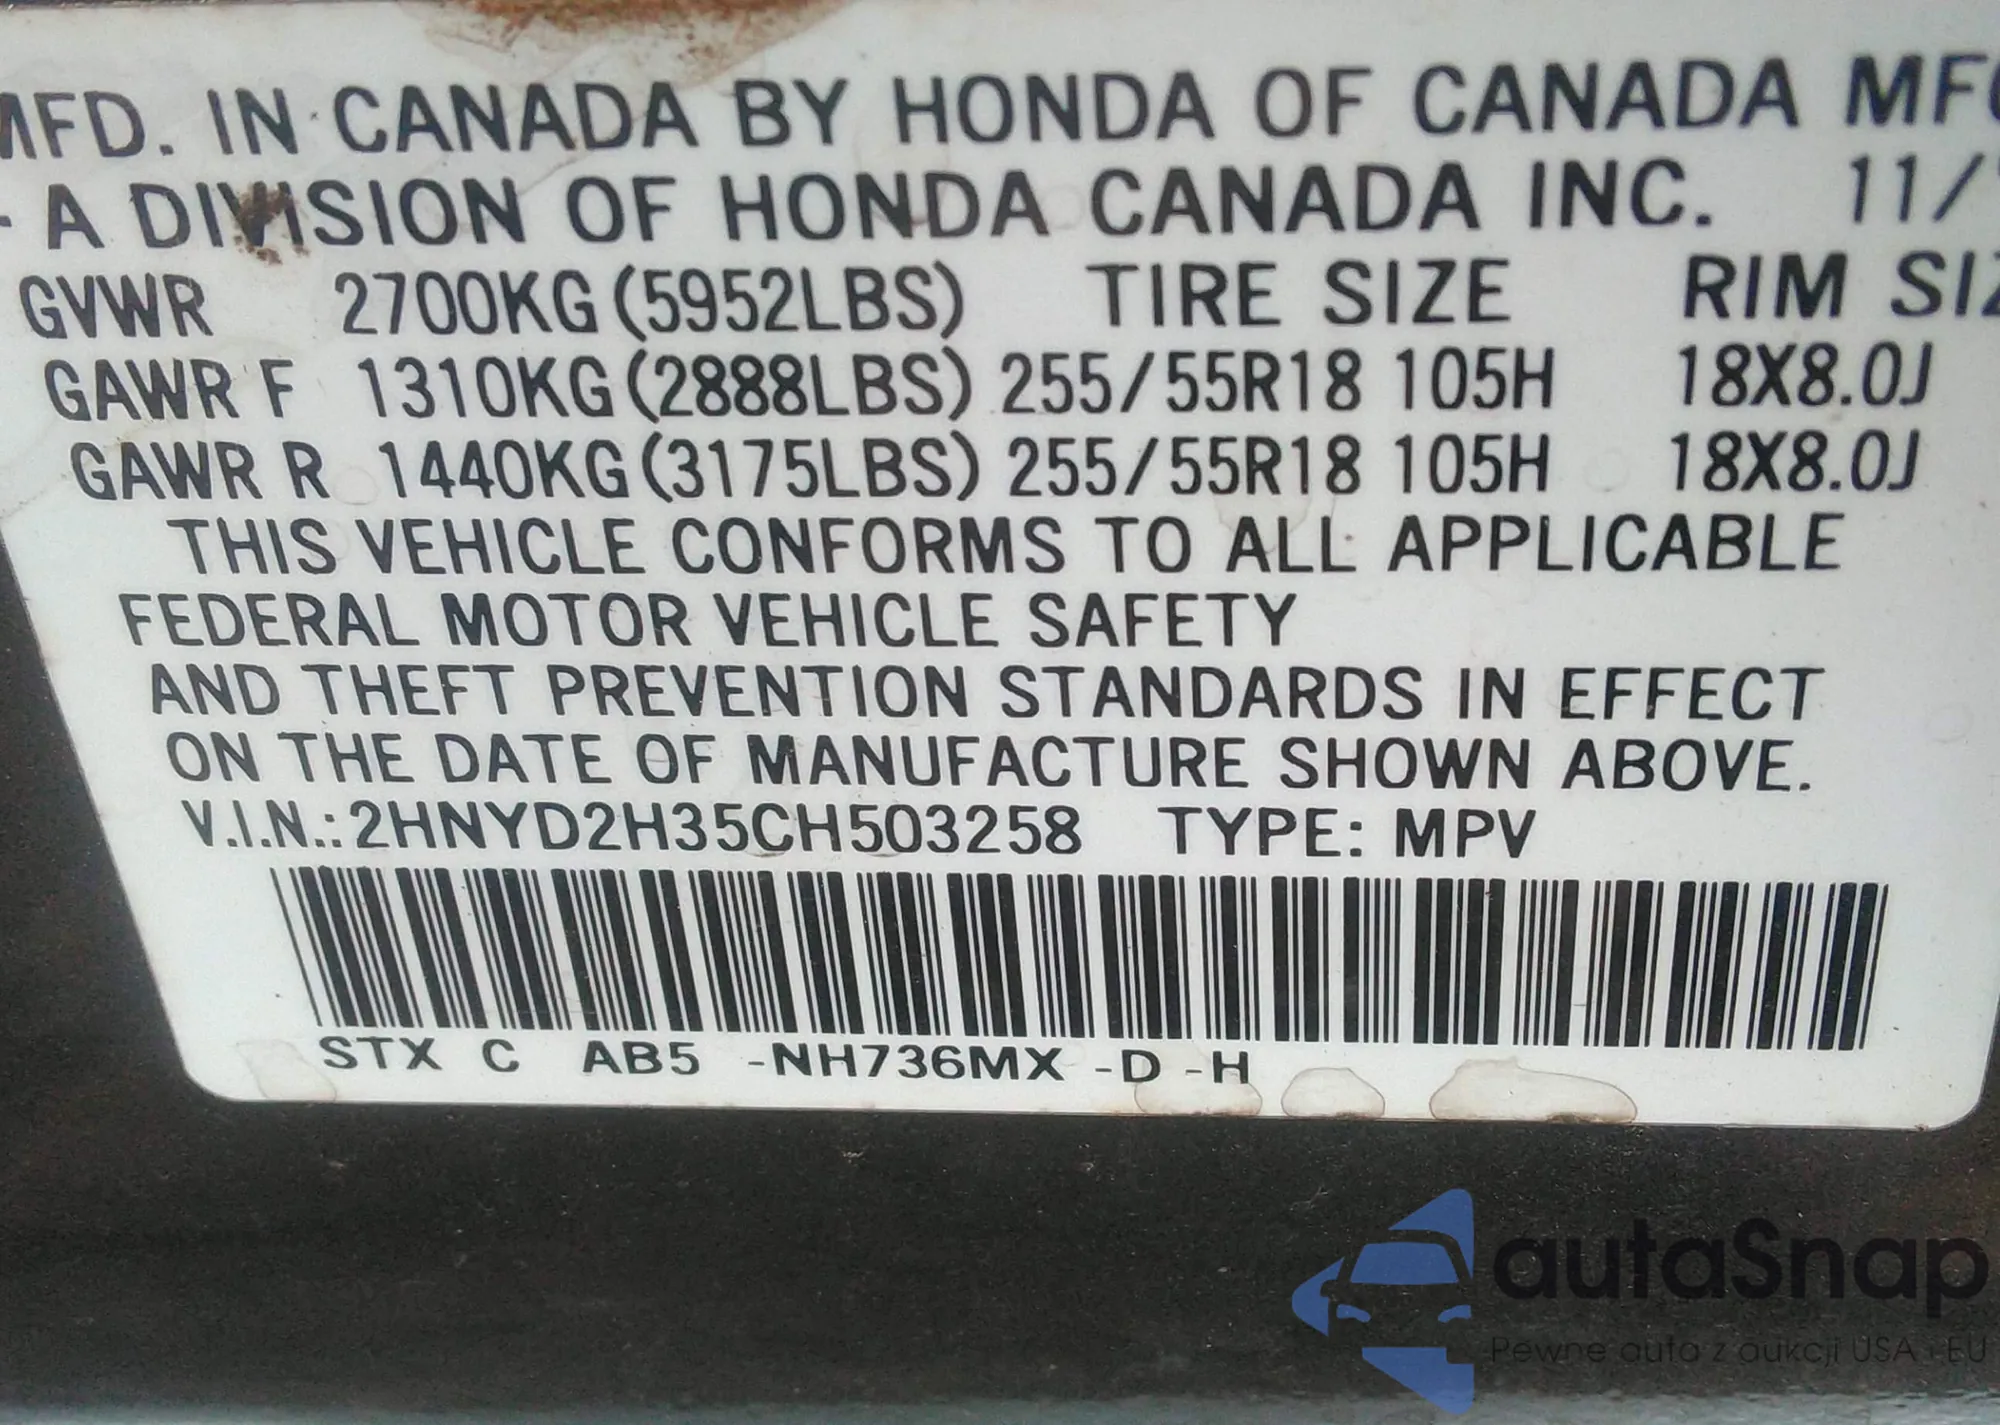 MFD. IN CANADA BY HONDA OF CANADA MFG
- A DIVISION OF HONDA CANADA INC. 11/
GVWR 2700KG (5952LBS) TIRE SIZE RIM SIZ
GAWR F 1310KG (2888LBS) 255/55R18 105H 18X8.0J
GAWR R 1440KG (3175LBS) 255/55R18 105H 18X8.0J
THIS VEHICLE CONFORMS TO ALL APPLICABLE
FEDERAL MOTOR VEHICLE SAFETY
AND THEFT PREVENTION STANDARDS IN EFFECT
ON THE DATE OF MANUFACTURE SHOWN ABOVE.
V.I.N.: 2HNYD2H35CH503258 TYPE: MPV
STX C AB5 -NH736MX -D -H
autaSnap
Pewne auta z aukcji USA i EU